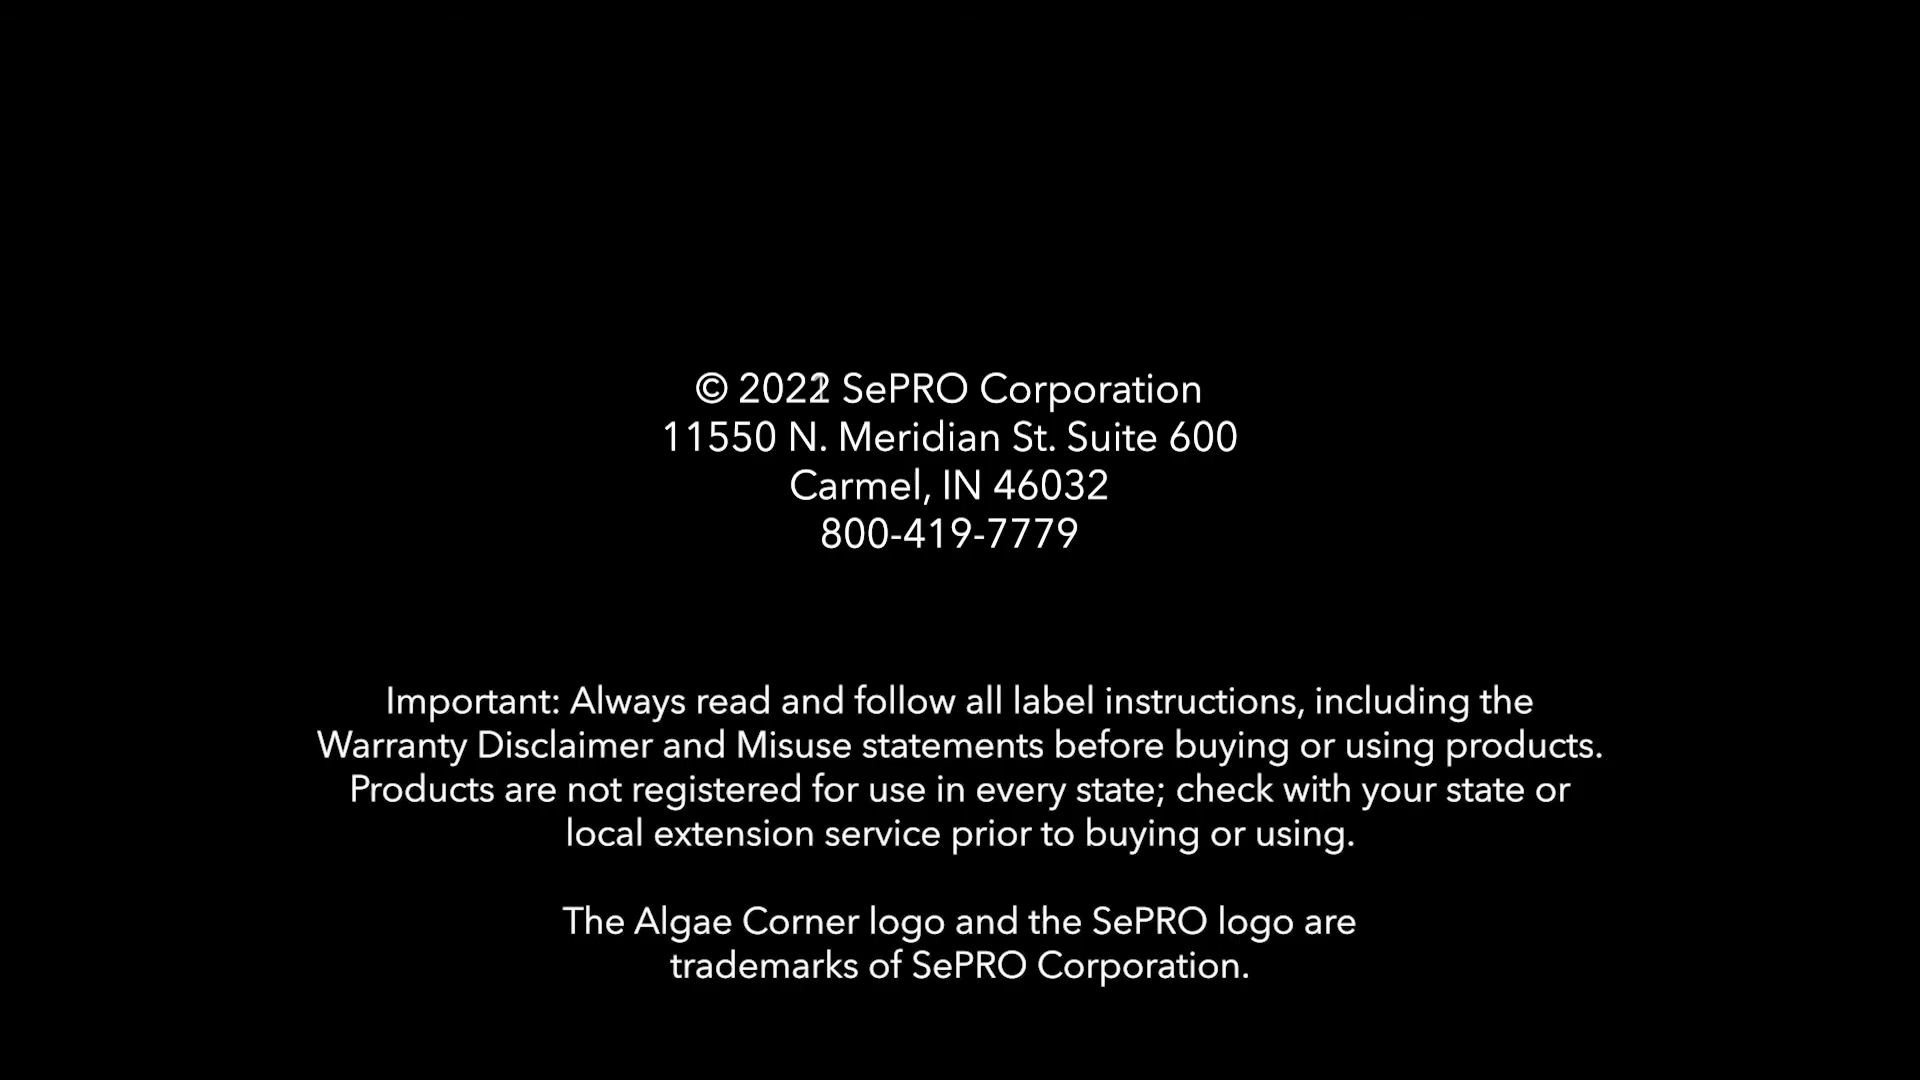 © 2022 SePRO Corporation
11550 N. Meridian St. Suite 600
Carmel, IN 46032
800-419-7779
Important: Always read and follow all label instructions, including the
Warranty Disclaimer and Misuse statements before buying or using products.
Products are not registered for use in every state; check with your state or
local extension service prior to buying or using.
The Algae Corner logo and the SePRO logo are
trademarks of SePRO Corporation.